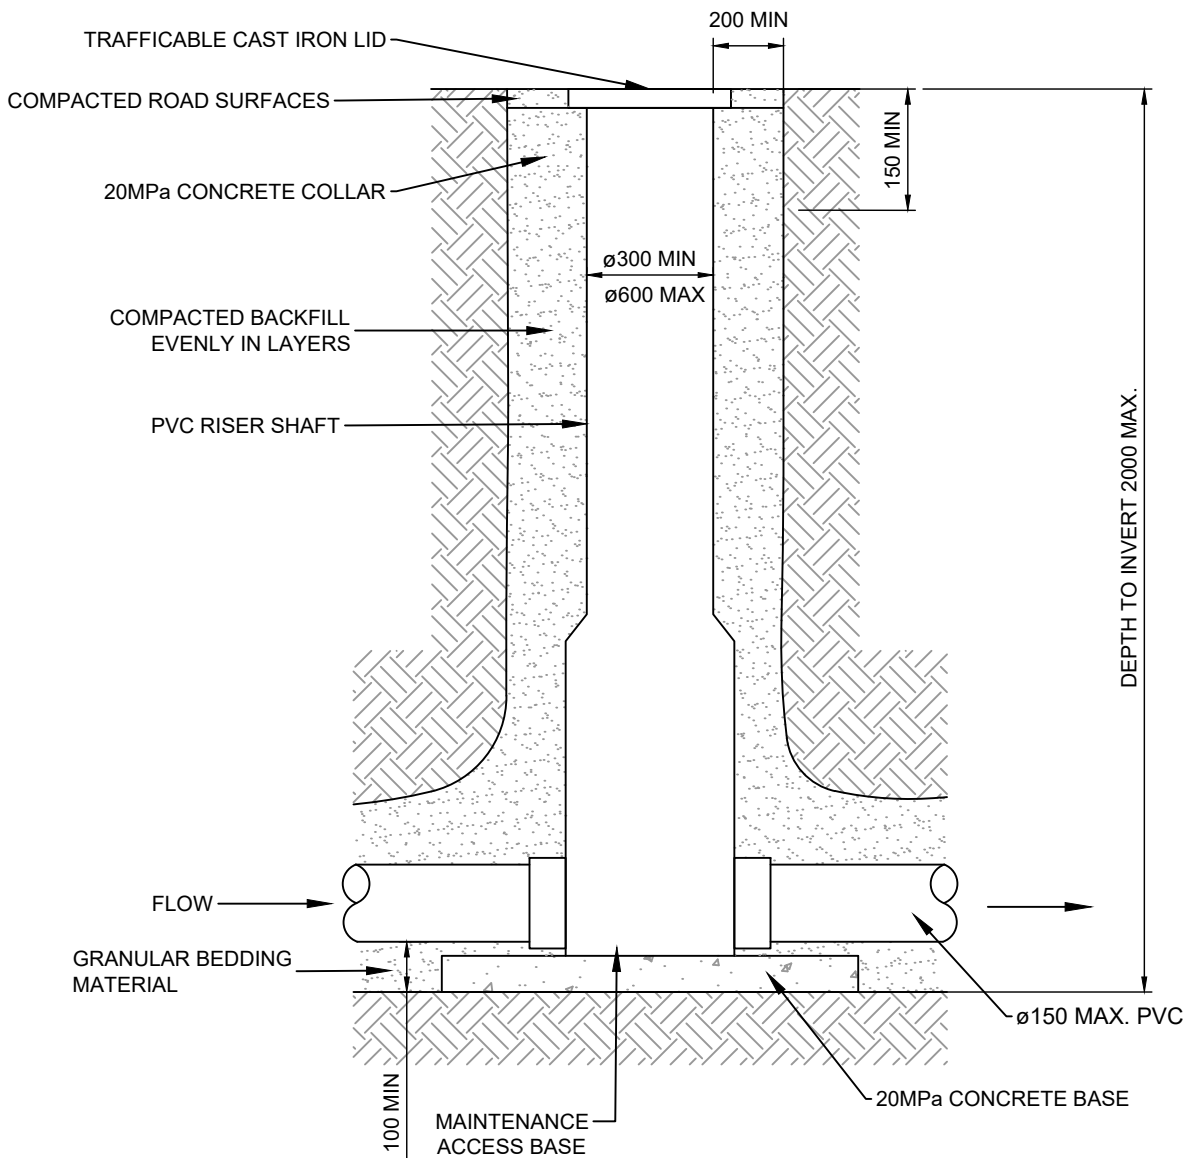 200 MIN
TRAFFICABLE CAST IRON LID
COMPACTED ROAD SURFACES
150 MIN
20MPa CONCRETE COLLAR
ø300 MIN
ø600 MAX
COMPACTED BACKFILL
EVENLY IN LAYERS
PVC RISER SHAFT
DEPTH TO INVERT 2000 MAX.
FLOW
GRANULAR BEDDING
MATERIAL
ø150 MAX. PVC
100 MIN
20MPa CONCRETE BASE
MAINTENANCE
ACCESS BASE